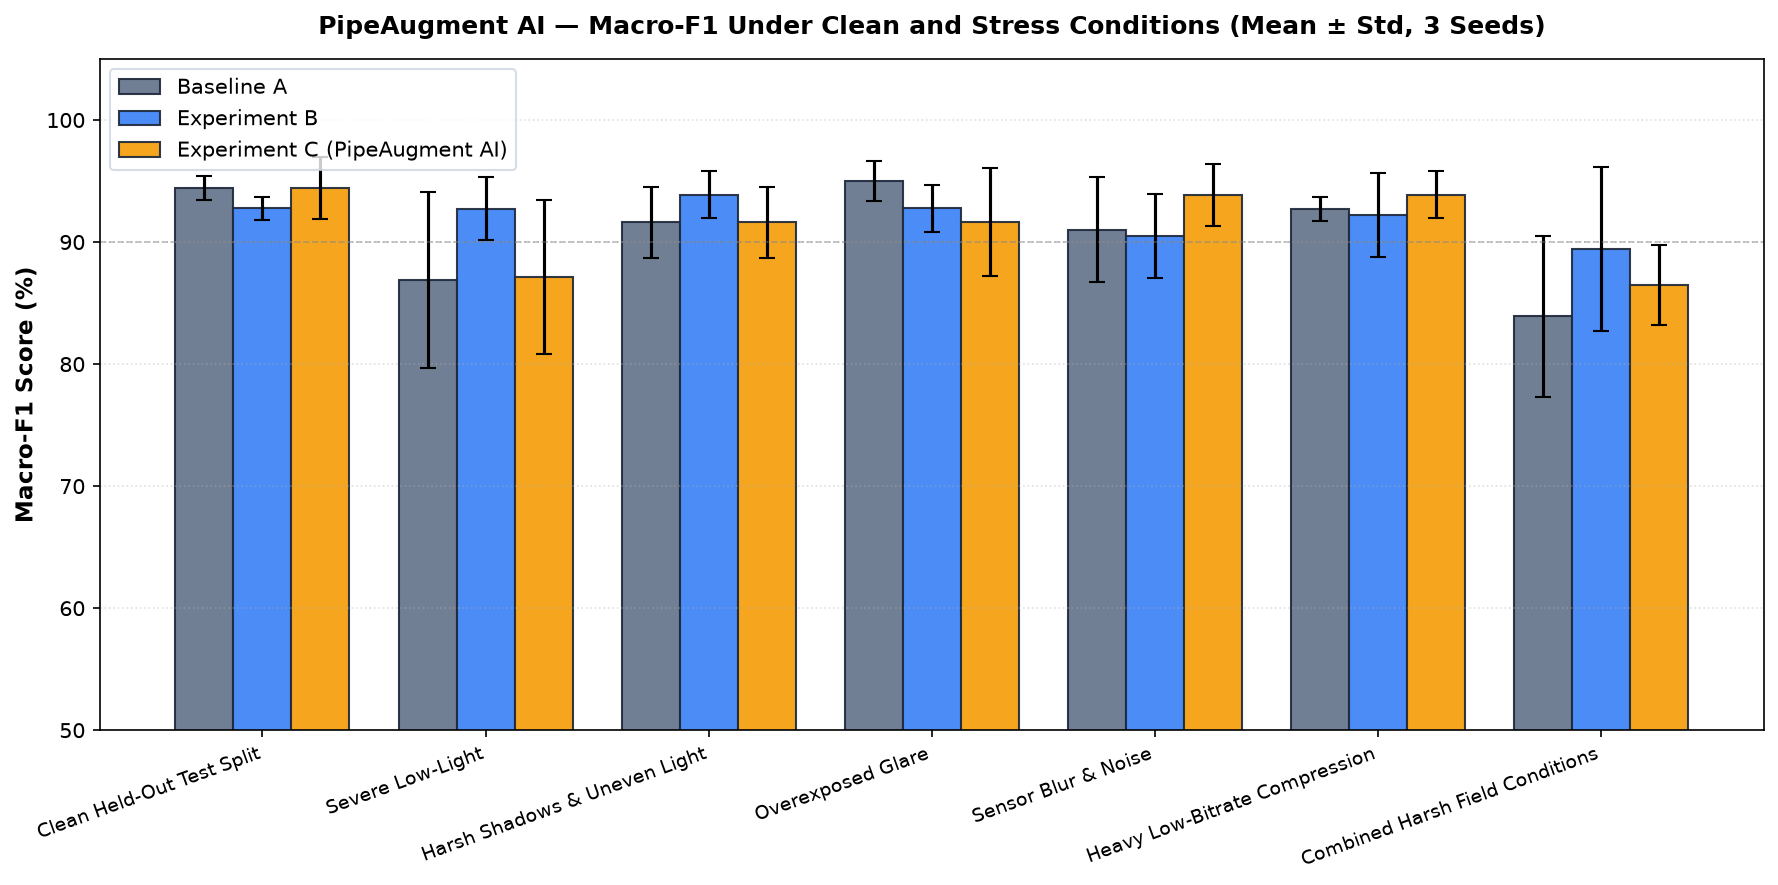 PipeAugment AI — Macro-F1 Under Clean and Stress Conditions (Mean ± Std, 3 Seeds)
Baseline A
Experiment B
Experiment C (PipeAugment AI)
Macro-F1 Score (%)
100
90
80
70
60
50
Clean Held-Out Test Split
Severe Low-Light
Harsh Shadows & Uneven Light
Overexposed Glare
Sensor Blur & Noise
Heavy Low-Bitrate Compression
Combined Harsh Field Conditions